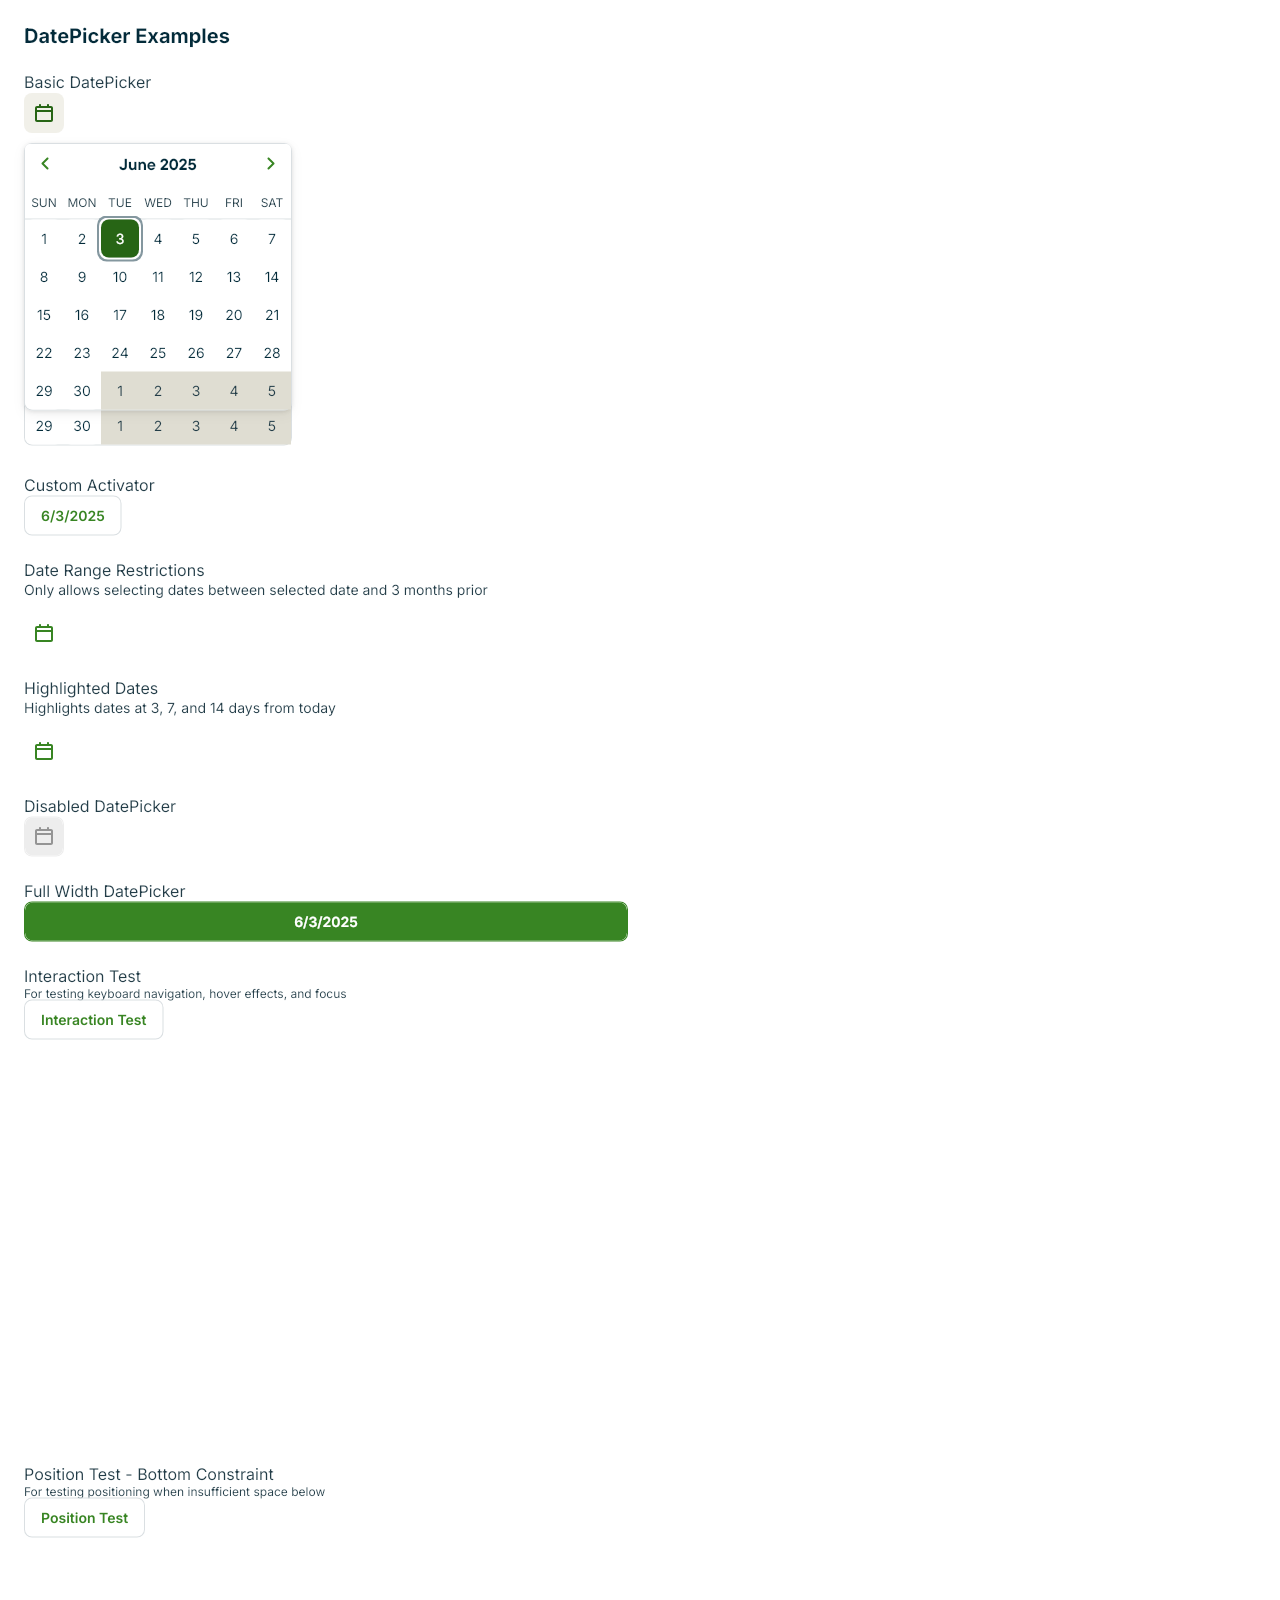 DatePicker Examples
Basic DatePicker
June 2025
SUN MON TUE WED THU FRI SAT
1 2 3 4 5 6 7
8 9 10 11 12 13 14
15 16 17 18 19 20 21
22 23 24 25 26 27 28
29 30 1 2 3 4 5
29 30 1 2 3 4 5
Custom Activator
6/3/2025
Date Range Restrictions
Only allows selecting dates between selected date and 3 months prior
Highlighted Dates
Highlights dates at 3, 7, and 14 days from today
Disabled DatePicker
Full Width DatePicker
6/3/2025
Interaction Test
For testing keyboard navigation, hover effects, and focus
Interaction Test
Position Test - Bottom Constraint
For testing positioning when insufficient space below
Position Test